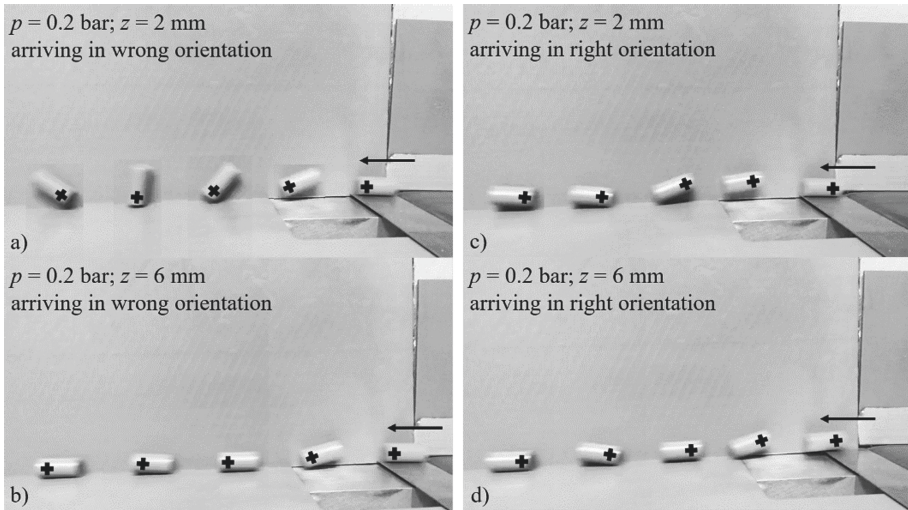 p = 0.2 bar; z = 2 mm
arriving in wrong orientation
a)
p = 0.2 bar; z = 2 mm
arriving in right orientation
c)
p = 0.2 bar; z = 6 mm
arriving in wrong orientation
b)
p = 0.2 bar; z = 6 mm
arriving in right orientation
d)